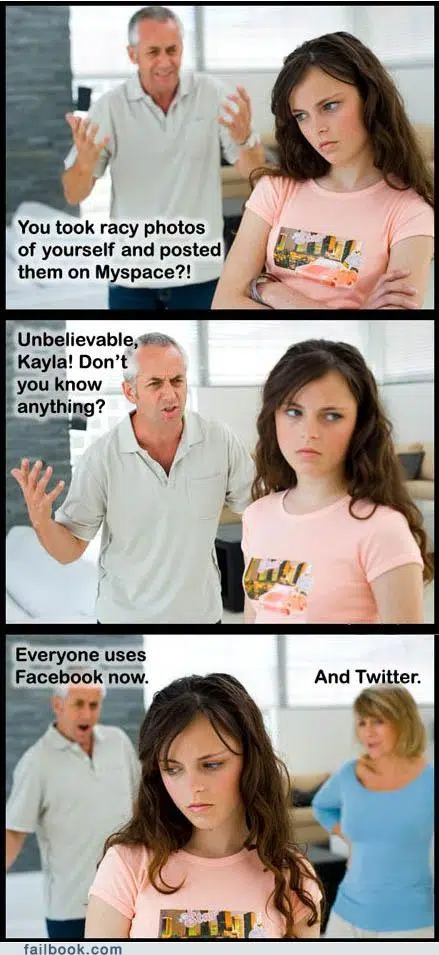 You took racy photos
of yourself and posted
them on Myspace?!
Unbelievable,
Kayla! Don't
you know
anything?
Everyone uses
Facebook now.
And Twitter.
failbook.com